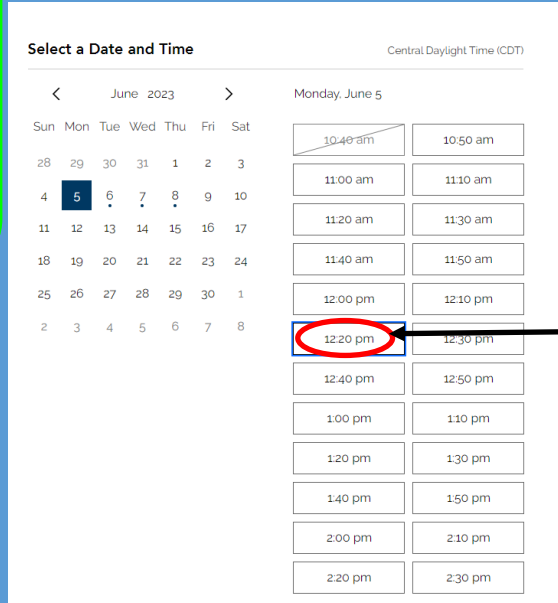 Select a Date and Time
Central Daylight Time (CDT)
June 2023
Monday, June 5
Sun Mon Tue Wed Thu Fri Sat
28 29 30 31 1 2 3
4 5 6 7 8 9 10
11 12 13 14 15 16 17
18 19 20 21 22 23 24
25 26 27 28 29 30 1
2 3 4 5 6 7 8
10:40 am 10:50 am
11:00 am 11:10 am
11:20 am 11:30 am
11:40 am 11:50 am
12:00 pm 12:10 pm
12:20 pm 12:30 pm
12:40 pm 12:50 pm
1:00 pm 1:10 pm
1:20 pm 1:30 pm
1:40 pm 1:50 pm
2:00 pm 2:10 pm
2:20 pm 2:30 pm